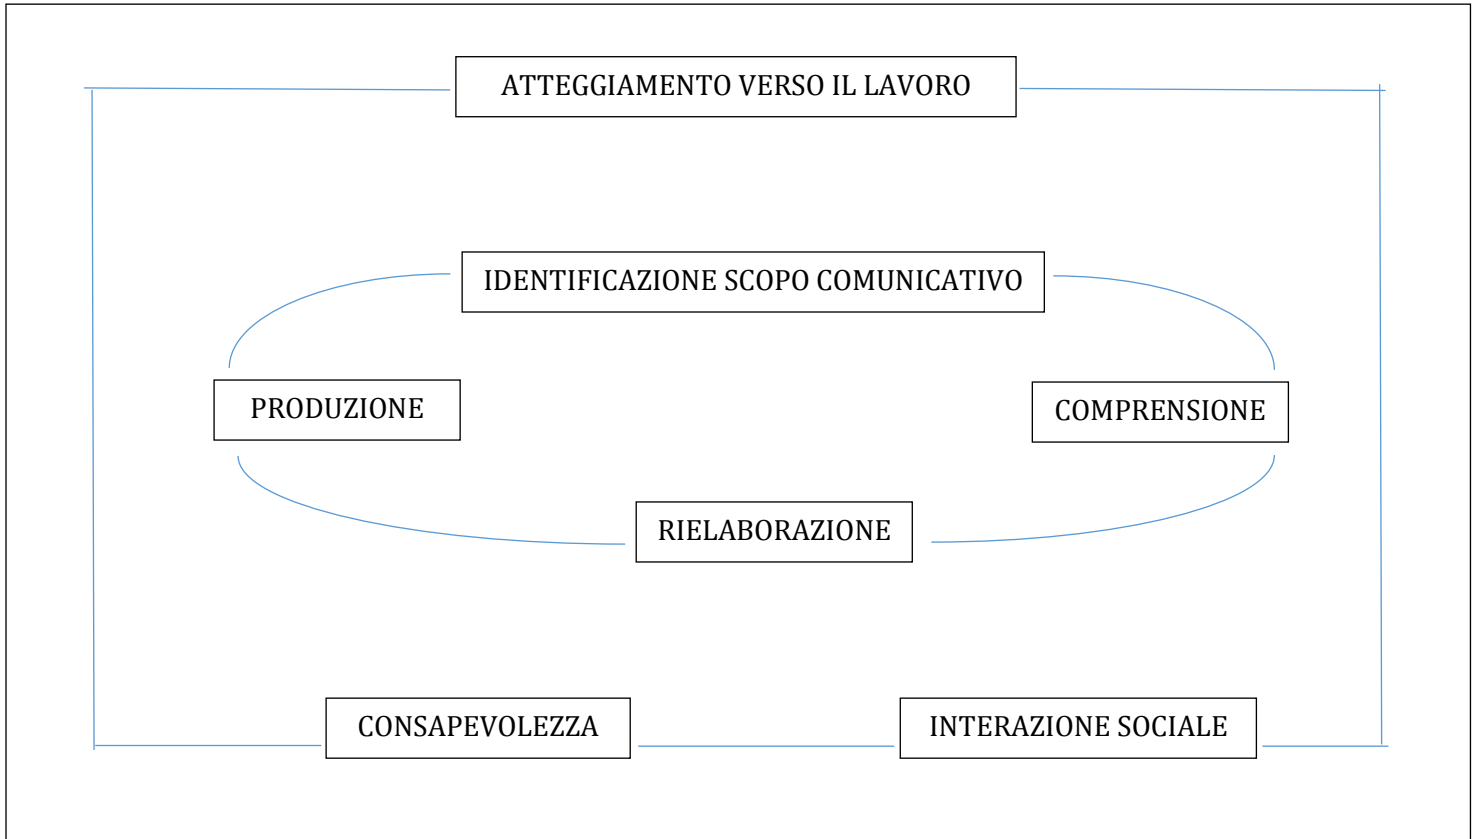 ATTEGGIAMENTO VERSO IL LAVORO
IDENTIFICAZIONE SCOPO COMUNICATIVO
PRODUZIONE
COMPRENSIONE
RIELABORAZIONE
CONSAPEVOLEZZA
INTERAZIONE SOCIALE